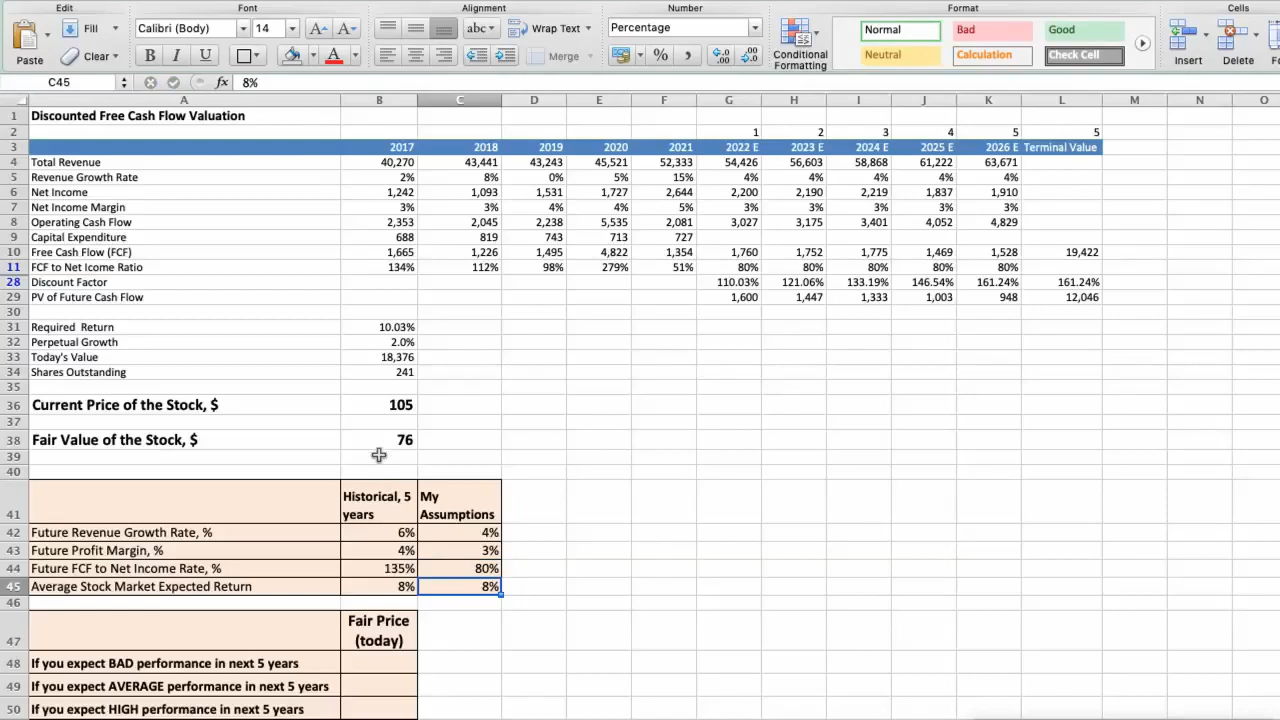 Edit Font Alignment Number Format Cells
Fill Calibri (Body) 14 A A abc Wrap Text Percentage Normal Bad Good
Paste Clear B I U A Merge % Conditional Formatting Neutral Calculation Check Cell Insert Delete
C45 fx 8%
A B C D E F G H I J K L M N O
1 Discounted Free Cash Flow Valuation
2 1 2 3 4 5 5
3 2017 2018 2019 2020 2021 2022 E 2023 E 2024 E 2025 E 2026 E Terminal Value
4 Total Revenue 40,270 43,441 43,243 45,521 52,333 54,426 56,603 58,868 61,222 63,671
5 Revenue Growth Rate 2% 8% 0% 5% 15% 4% 4% 4% 4% 4%
6 Net Income 1,242 1,093 1,531 1,727 2,644 2,200 2,190 2,219 1,837 1,910
7 Net Income Margin 3% 3% 4% 4% 5% 3% 3% 3% 3% 3%
8 Operating Cash Flow 2,353 2,045 2,238 5,535 2,081 3,027 3,175 3,401 4,052 4,829
9 Capital Expenditure 688 819 743 713 727
10 Free Cash Flow (FCF) 1,665 1,226 1,495 4,822 1,354 1,760 1,752 1,775 1,469 1,528 19,422
11 FCF to Net Icome Ratio 134% 112% 98% 279% 51% 80% 80% 80% 80% 80%
28 Discount Factor 110.03% 121.06% 133.19% 146.54% 161.24% 161.24%
29 PV of Future Cash Flow 1,600 1,447 1,333 1,003 948 12,046
30
31 Required Return 10.03%
32 Perpetual Growth 2.0%
33 Today's Value 18,376
34 Shares Outstanding 241
35
36 Current Price of the Stock, $ 105
37
38 Fair Value of the Stock, $ 76
39
40
41 Historical, 5 years My Assumptions
42 Future Revenue Growth Rate, % 6% 4%
43 Future Profit Margin, % 4% 3%
44 Future FCF to Net Income Rate, % 135% 80%
45 Average Stock Market Expected Return 8% 8%
46
47 Fair Price (today)
48 If you expect BAD performance in next 5 years
49 If you expect AVERAGE performance in next 5 years
50 If you expect HIGH performance in next 5 years